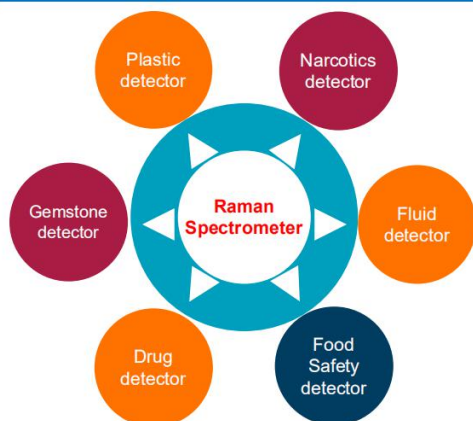 Plastic
detector
Narcotics
detector
Gemstone
detector
Raman
Spectrometer
Fluid
detector
Drug
detector
Food
Safety
detector